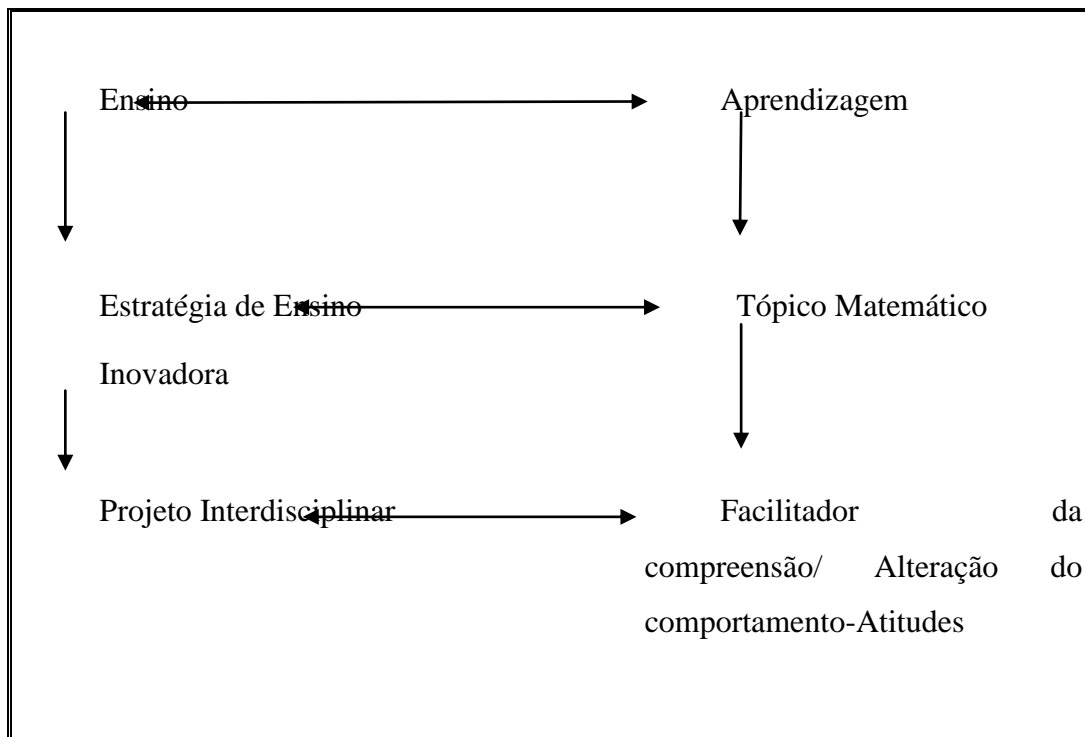 Ensino Aprendizagem
Estratégia de Ensino Tópico Matemático
Inovadora
Projeto Interdisciplinar Facilitador da
compreensão/ Alteração do
comportamento-Atitudes